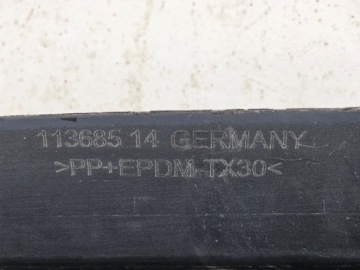 113685 14 GERMANY
>PP+EPDM-TX30<